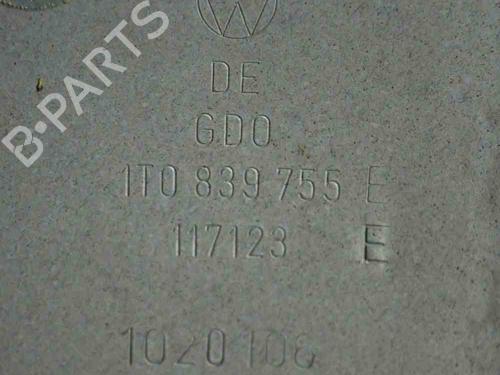 B-PARTS
DE
GDO
1T0 839 755 E
117123 E
1020106